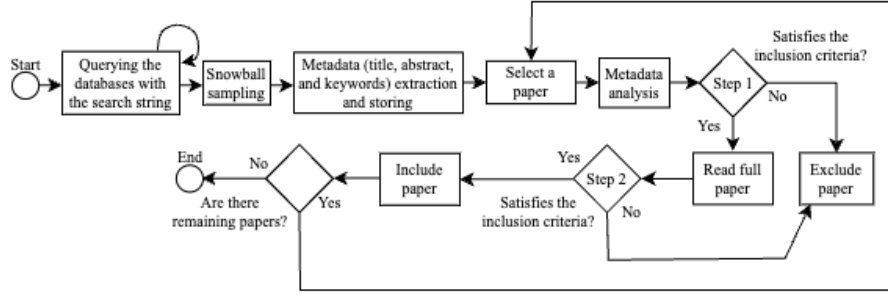 Start
Querying the
databases with
the search string
Snowball
sampling
Metadata (title, abstract,
and keywords) extraction
and storing
Select a
paper
Metadata
analysis
Satisfies the
inclusion criteria?
Step 1
No
Yes
End
No
Are there
remaining papers?
Yes
Include
paper
Yes
Satisfies the
inclusion criteria?
Step 2
No
Read full
paper
Exclude
paper